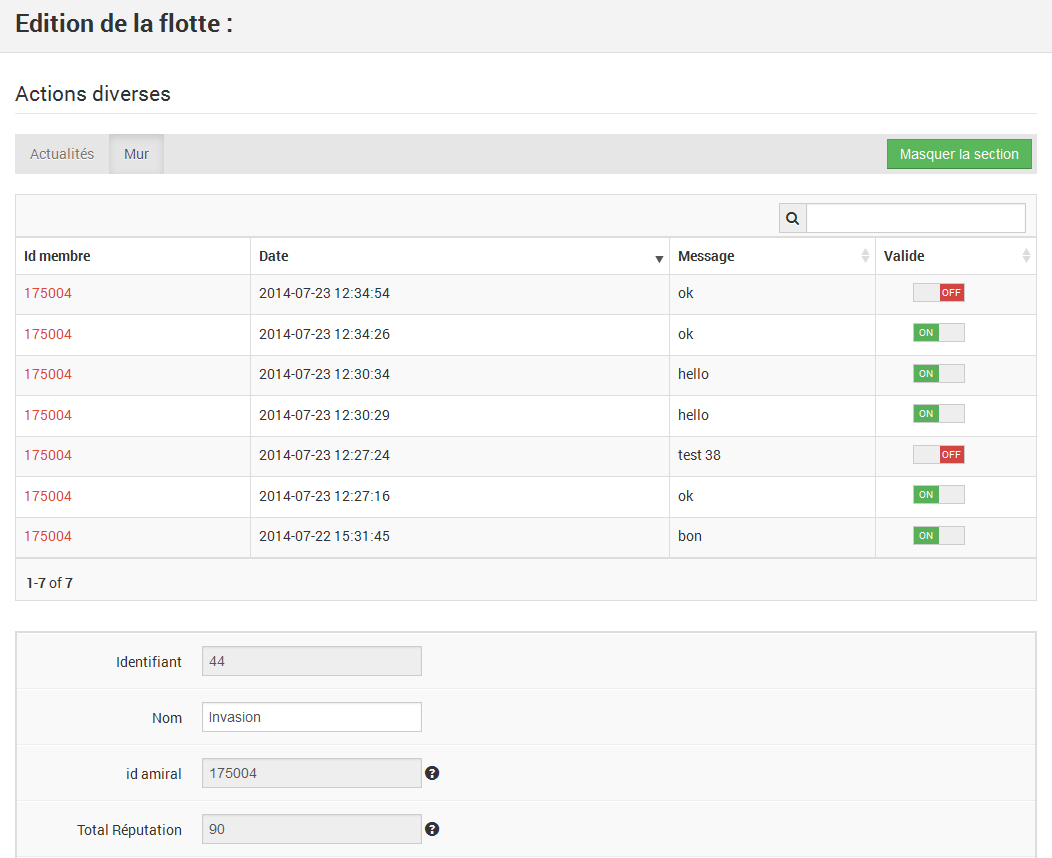 Edition de la flotte :
Actions diverses
Actualités Mur Masquer la section
Id membre Date Message Valide
175004 2014-07-23 12:34:54 ok OFF
175004 2014-07-23 12:34:26 ok ON
175004 2014-07-23 12:30:34 hello ON
175004 2014-07-23 12:30:29 hello ON
175004 2014-07-23 12:27:24 test 38 OFF
175004 2014-07-23 12:27:16 ok ON
175004 2014-07-22 15:31:45 bon ON
1-7 of 7
Identifiant 44
Nom Invasion
id amiral 175004 ?
Total Réputation 90 ?